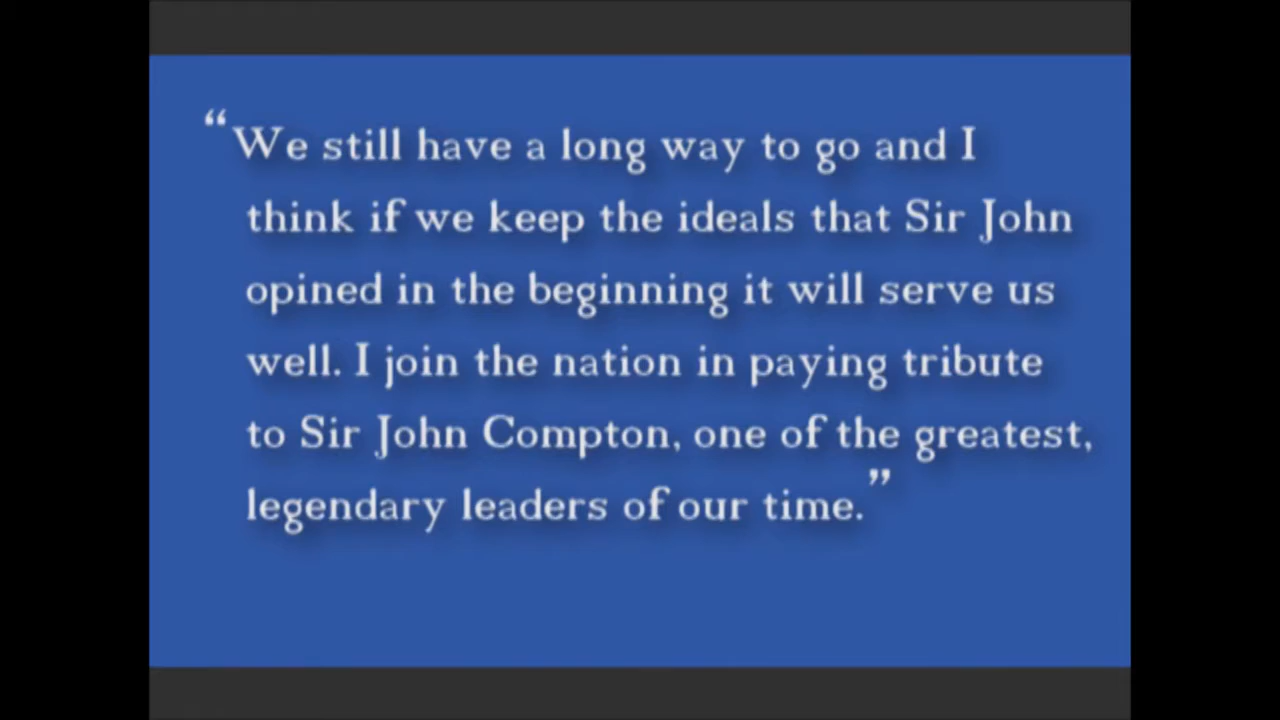 “We still have a long way to go and I
think if we keep the ideals that Sir John
opined in the beginning it will serve us
well. I join the nation in paying tribute
to Sir John Compton, one of the greatest,
legendary leaders of our time.”